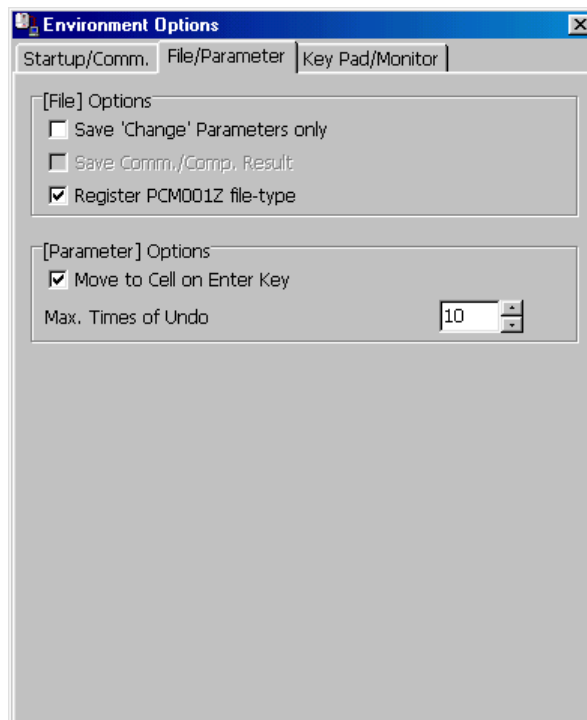 Environment Options
Startup/Comm. File/Parameter Key Pad/Monitor
[File] Options
Save 'Change' Parameters only
Save Comm./Comp. Result
Register PCM001Z file-type
[Parameter] Options
Move to Cell on Enter Key
Max. Times of Undo 10